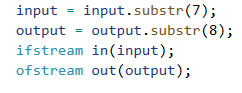 input = input.substr(7);
output = output.substr(8);
ifstream in(input);
ofstream out(output);